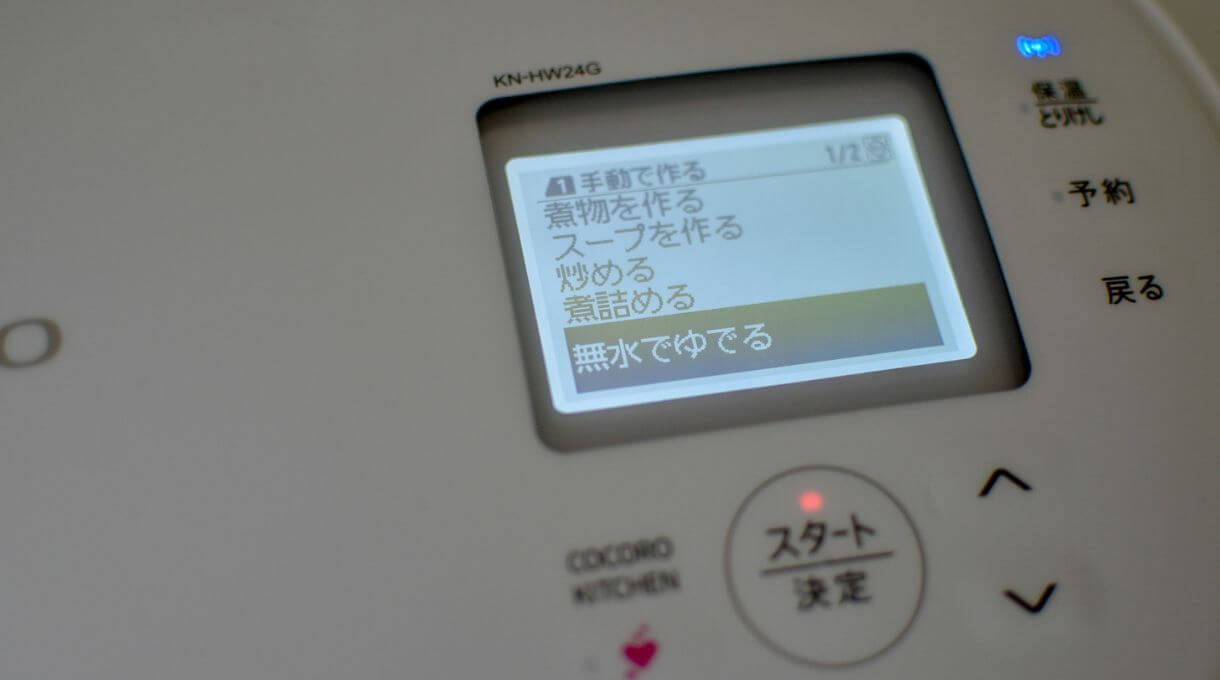 KN-HW24G
1 手動で作る 1/2
煮物を作る
スープを作る
炒める
煮詰める
無水でゆでる
保温
とりけし
予約
戻る
スタート
決定
COCORO
KITCHEN
O